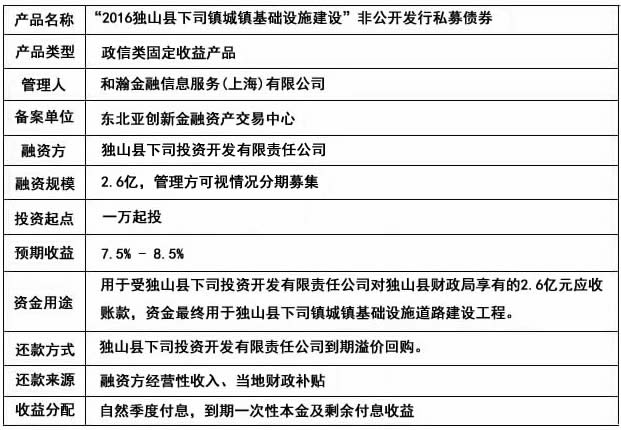 产品名称 “2016独山县下司镇城镇基础设施建设”非公开发行私募债券
产品类型 政信类固定收益产品
管理人 和瀚金融信息服务(上海)有限公司
备案单位 东北亚创新金融资产交易中心
融资方 独山县下司投资开发有限责任公司
融资规模 2.6亿，管理方可视情况分期募集
投资起点 一万起投
预期收益 7.5% - 8.5%
资金用途 用于受独山县下司投资开发有限责任公司对独山县财政局享有的2.6亿元应收
账款，资金最终用于独山县下司镇城镇基础设施道路建设工程。
还款方式 独山县下司投资开发有限责任公司到期溢价回购。
还款来源 融资方经营性收入、当地财政补贴
收益分配 自然季度付息，到期一次性本金及剩余付息收益